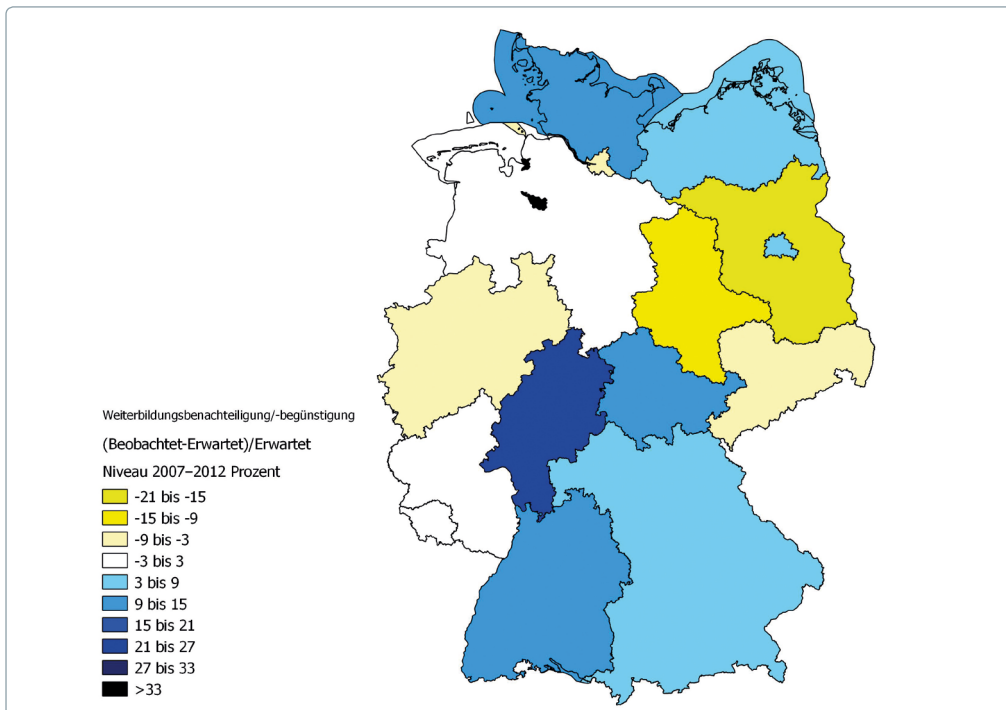 Weiterbildungsbenachteiligung/-begünstigung
(Beobachtet-Erwartet)/Erwartet
Niveau 2007–2012 Prozent
-21 bis -15
-15 bis -9
-9 bis -3
-3 bis 3
3 bis 9
9 bis 15
15 bis 21
21 bis 27
27 bis 33
>33